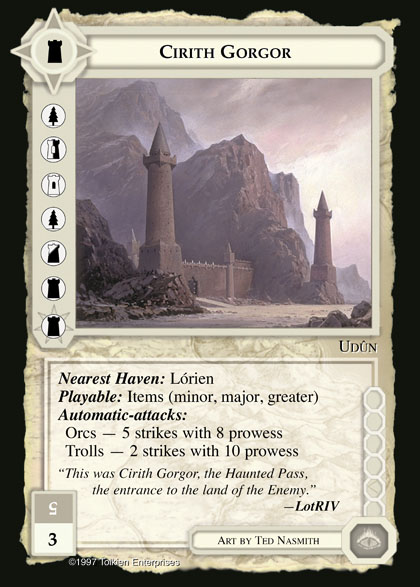 CIRITH GORGOR
UDÛN
Nearest Haven: Lórien
Playable: Items (minor, major, greater)
Automatic-attacks:
Orcs — 5 strikes with 8 prowess
Trolls — 2 strikes with 10 prowess
“This was Cirith Gorgor, the Haunted Pass,
the entrance to the land of the Enemy.”
—LotRIV
5
3
ART BY TED NASMITH
©1997 Tolkien Enterprises